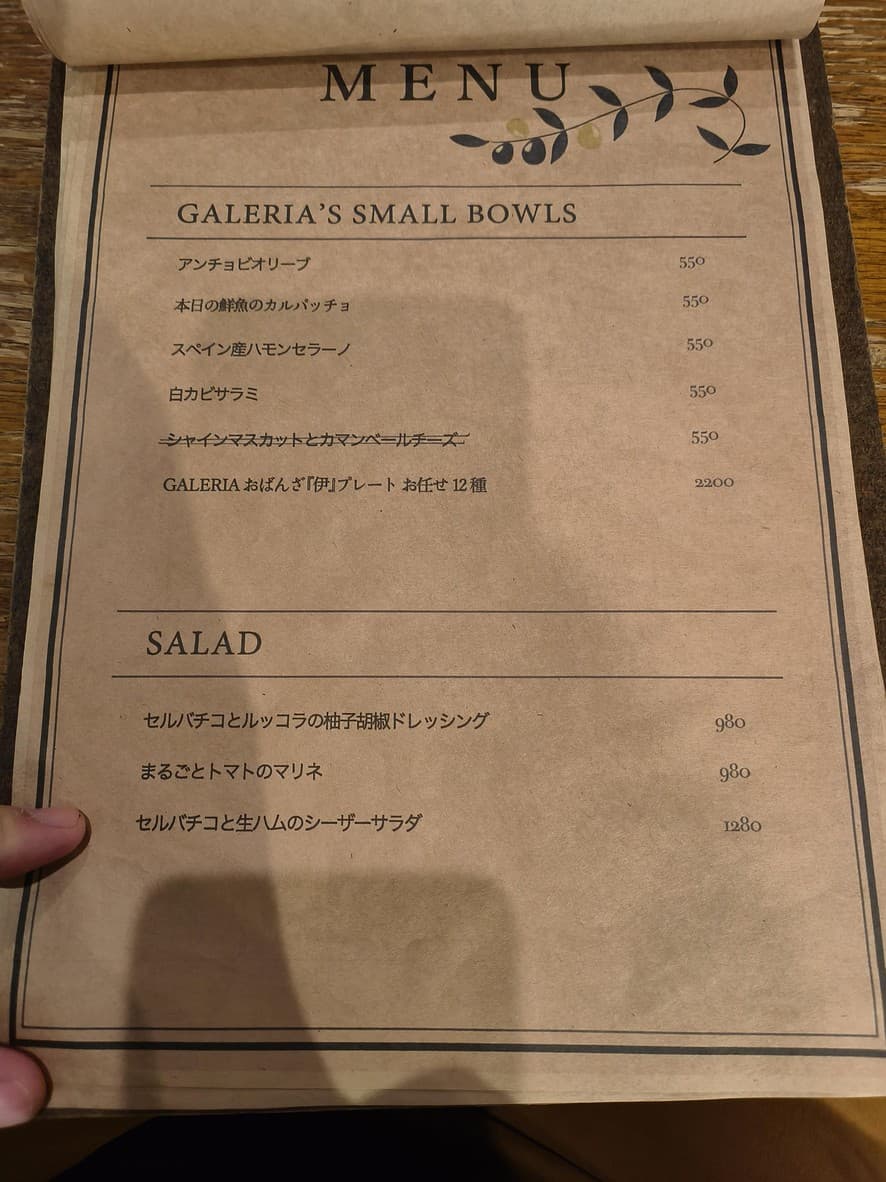 MENU
GALERIA'S SMALL BOWLS
アンチョビオリーブ 550
本日の鮮魚のカルパッチョ 550
スペイン産ハモンセラーノ 550
白カビサラミ 550
シャインマスカットとカマンベールチーズ 550
GALERIA おばんざ『伊』プレート お任せ 12 種 2200
SALAD
セルバチコとルッコラの柚子胡椒ドレッシング 980
まるごとトマトのマリネ 980
セルバチコと生ハムのシーザーサラダ 1280